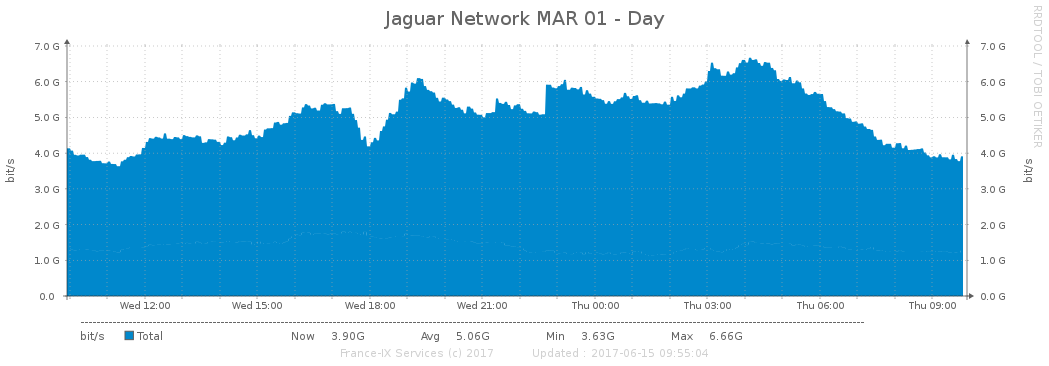 Jaguar Network MAR 01 - Day
RRDTOOL / TOBI OETIKER
7.0 G 7.0 G
6.0 G 6.0 G
5.0 G 5.0 G
4.0 G 4.0 G
3.0 G 3.0 G
2.0 G 2.0 G
1.0 G 1.0 G
0.0 0.0 G
bit/s bit/s
Wed 12:00 Wed 15:00 Wed 18:00 Wed 21:00 Thu 00:00 Thu 03:00 Thu 06:00 Thu 09:00
bit/s Total Now 3.90G Avg 5.06G Min 3.63G Max 6.66G
France-IX Services (c) 2017 Updated : 2017-06-15 09:55:04